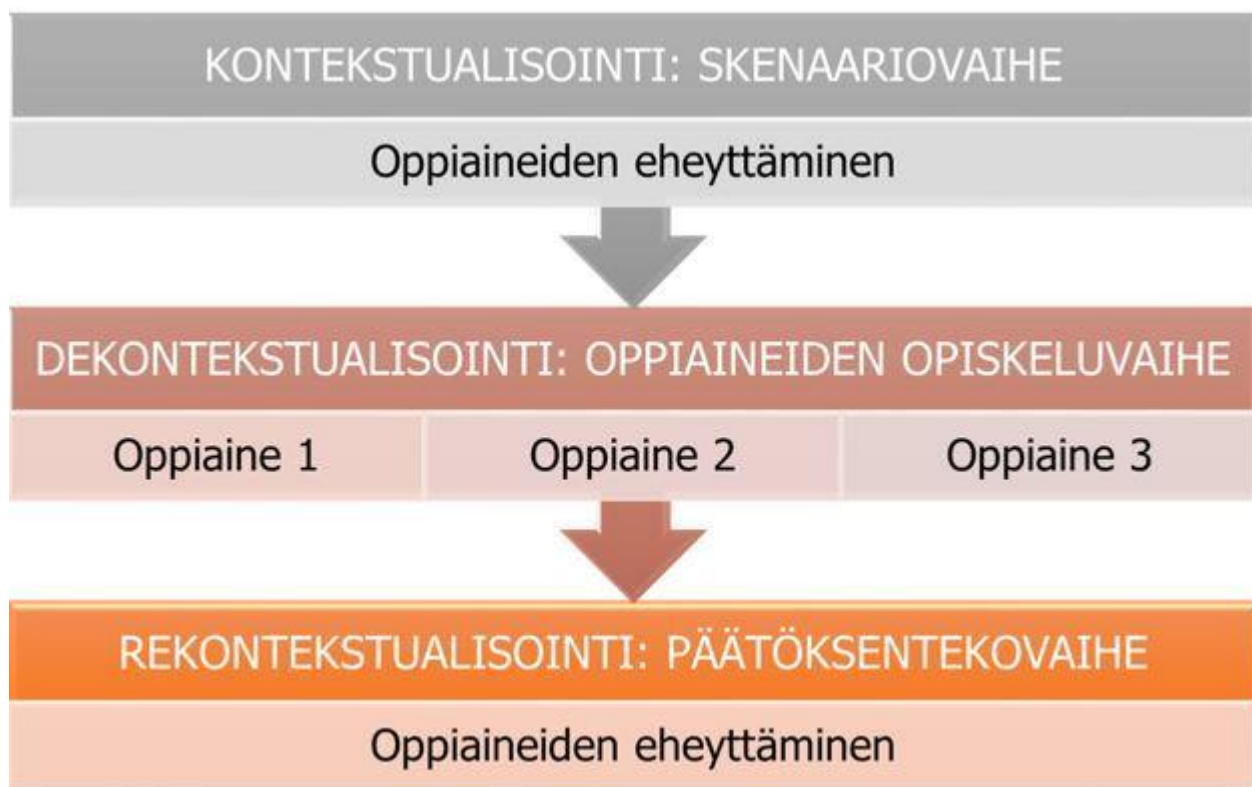 KONTEKSTUALISOINTI: SKENAARIOVAIHE
Oppiaineiden eheyttäminen
DEKONTEKSTUALISOINTI: OPPIAINEIDEN OPISKELUVAIHE
Oppiaine 1
Oppiaine 2
Oppiaine 3
REKONTEKSTUALISOINTI: PÄÄTÖKSENTEKOVAIHE
Oppiaineiden eheyttäminen